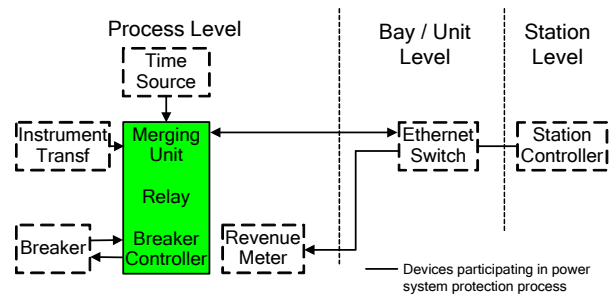 Process Level
Bay / Unit
Level
Station
Level
Time
Source
Instrument
Transf
Merging
Unit
Relay
Breaker
Controller
Breaker
Revenue
Meter
Ethernet
Switch
Station
Controller
Devices participating in power
system protection process